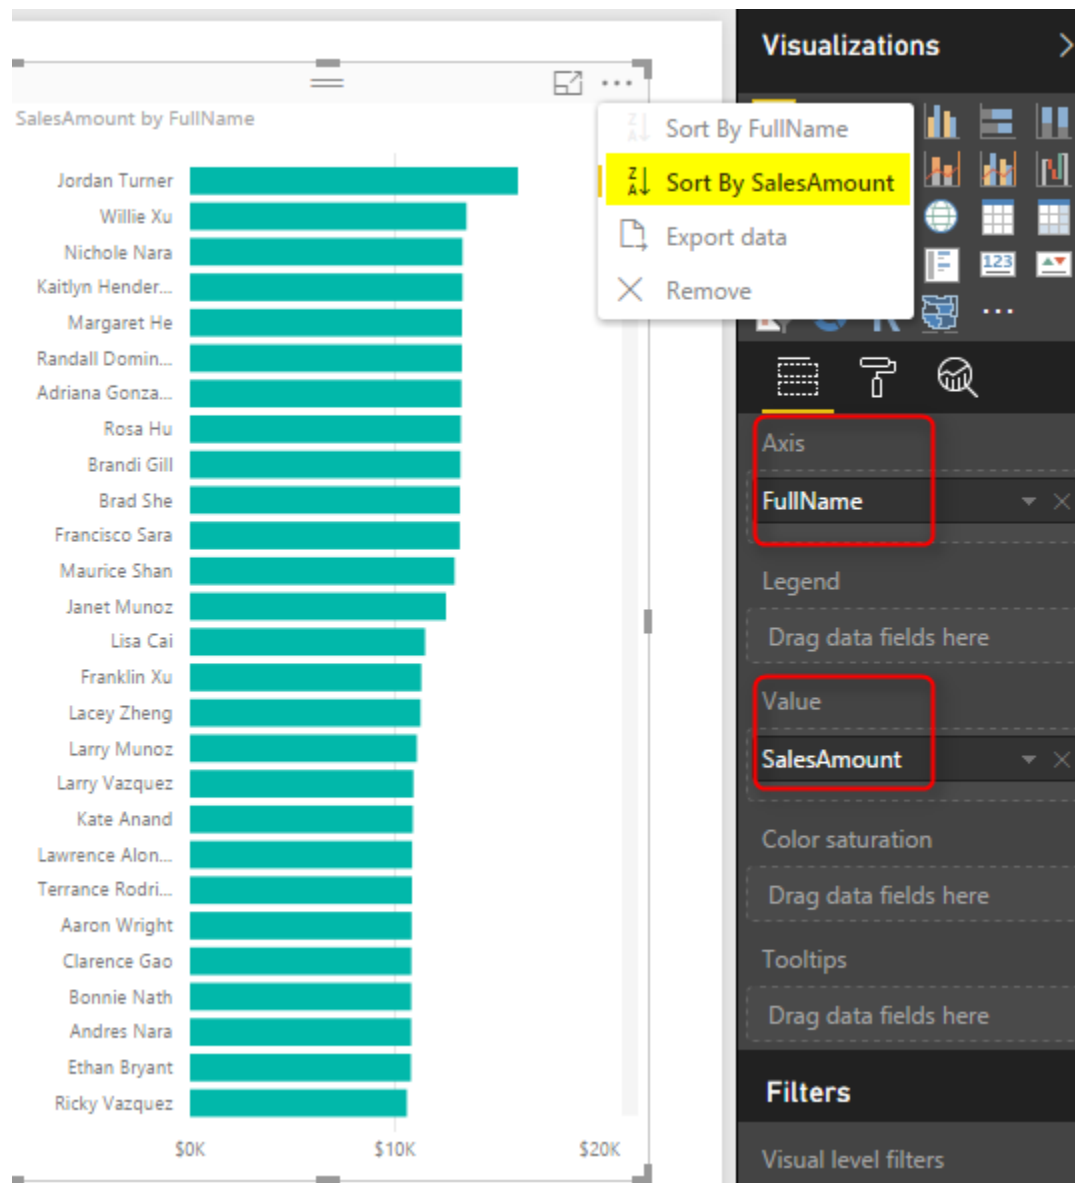 Visualizations
SalesAmount by FullName
Sort By FullName
Sort By SalesAmount
Export data
Remove
Jordan Turner
Willie Xu
Nichole Nara
Kaitlyn Hender...
Margaret He
Randall Domin...
Adriana Gonza...
Rosa Hu
Brandi Gill
Brad She
Francisco Sara
Maurice Shan
Janet Munoz
Lisa Cai
Franklin Xu
Lacey Zheng
Larry Munoz
Larry Vazquez
Kate Anand
Lawrence Alon...
Terrance Rodri...
Aaron Wright
Clarence Gao
Bonnie Nath
Andres Nara
Ethan Bryant
Ricky Vazquez
$0K $10K $20K
123
Axis
FullName
Legend
Drag data fields here
Value
SalesAmount
Color saturation
Drag data fields here
Tooltips
Drag data fields here
Filters
Visual level filters